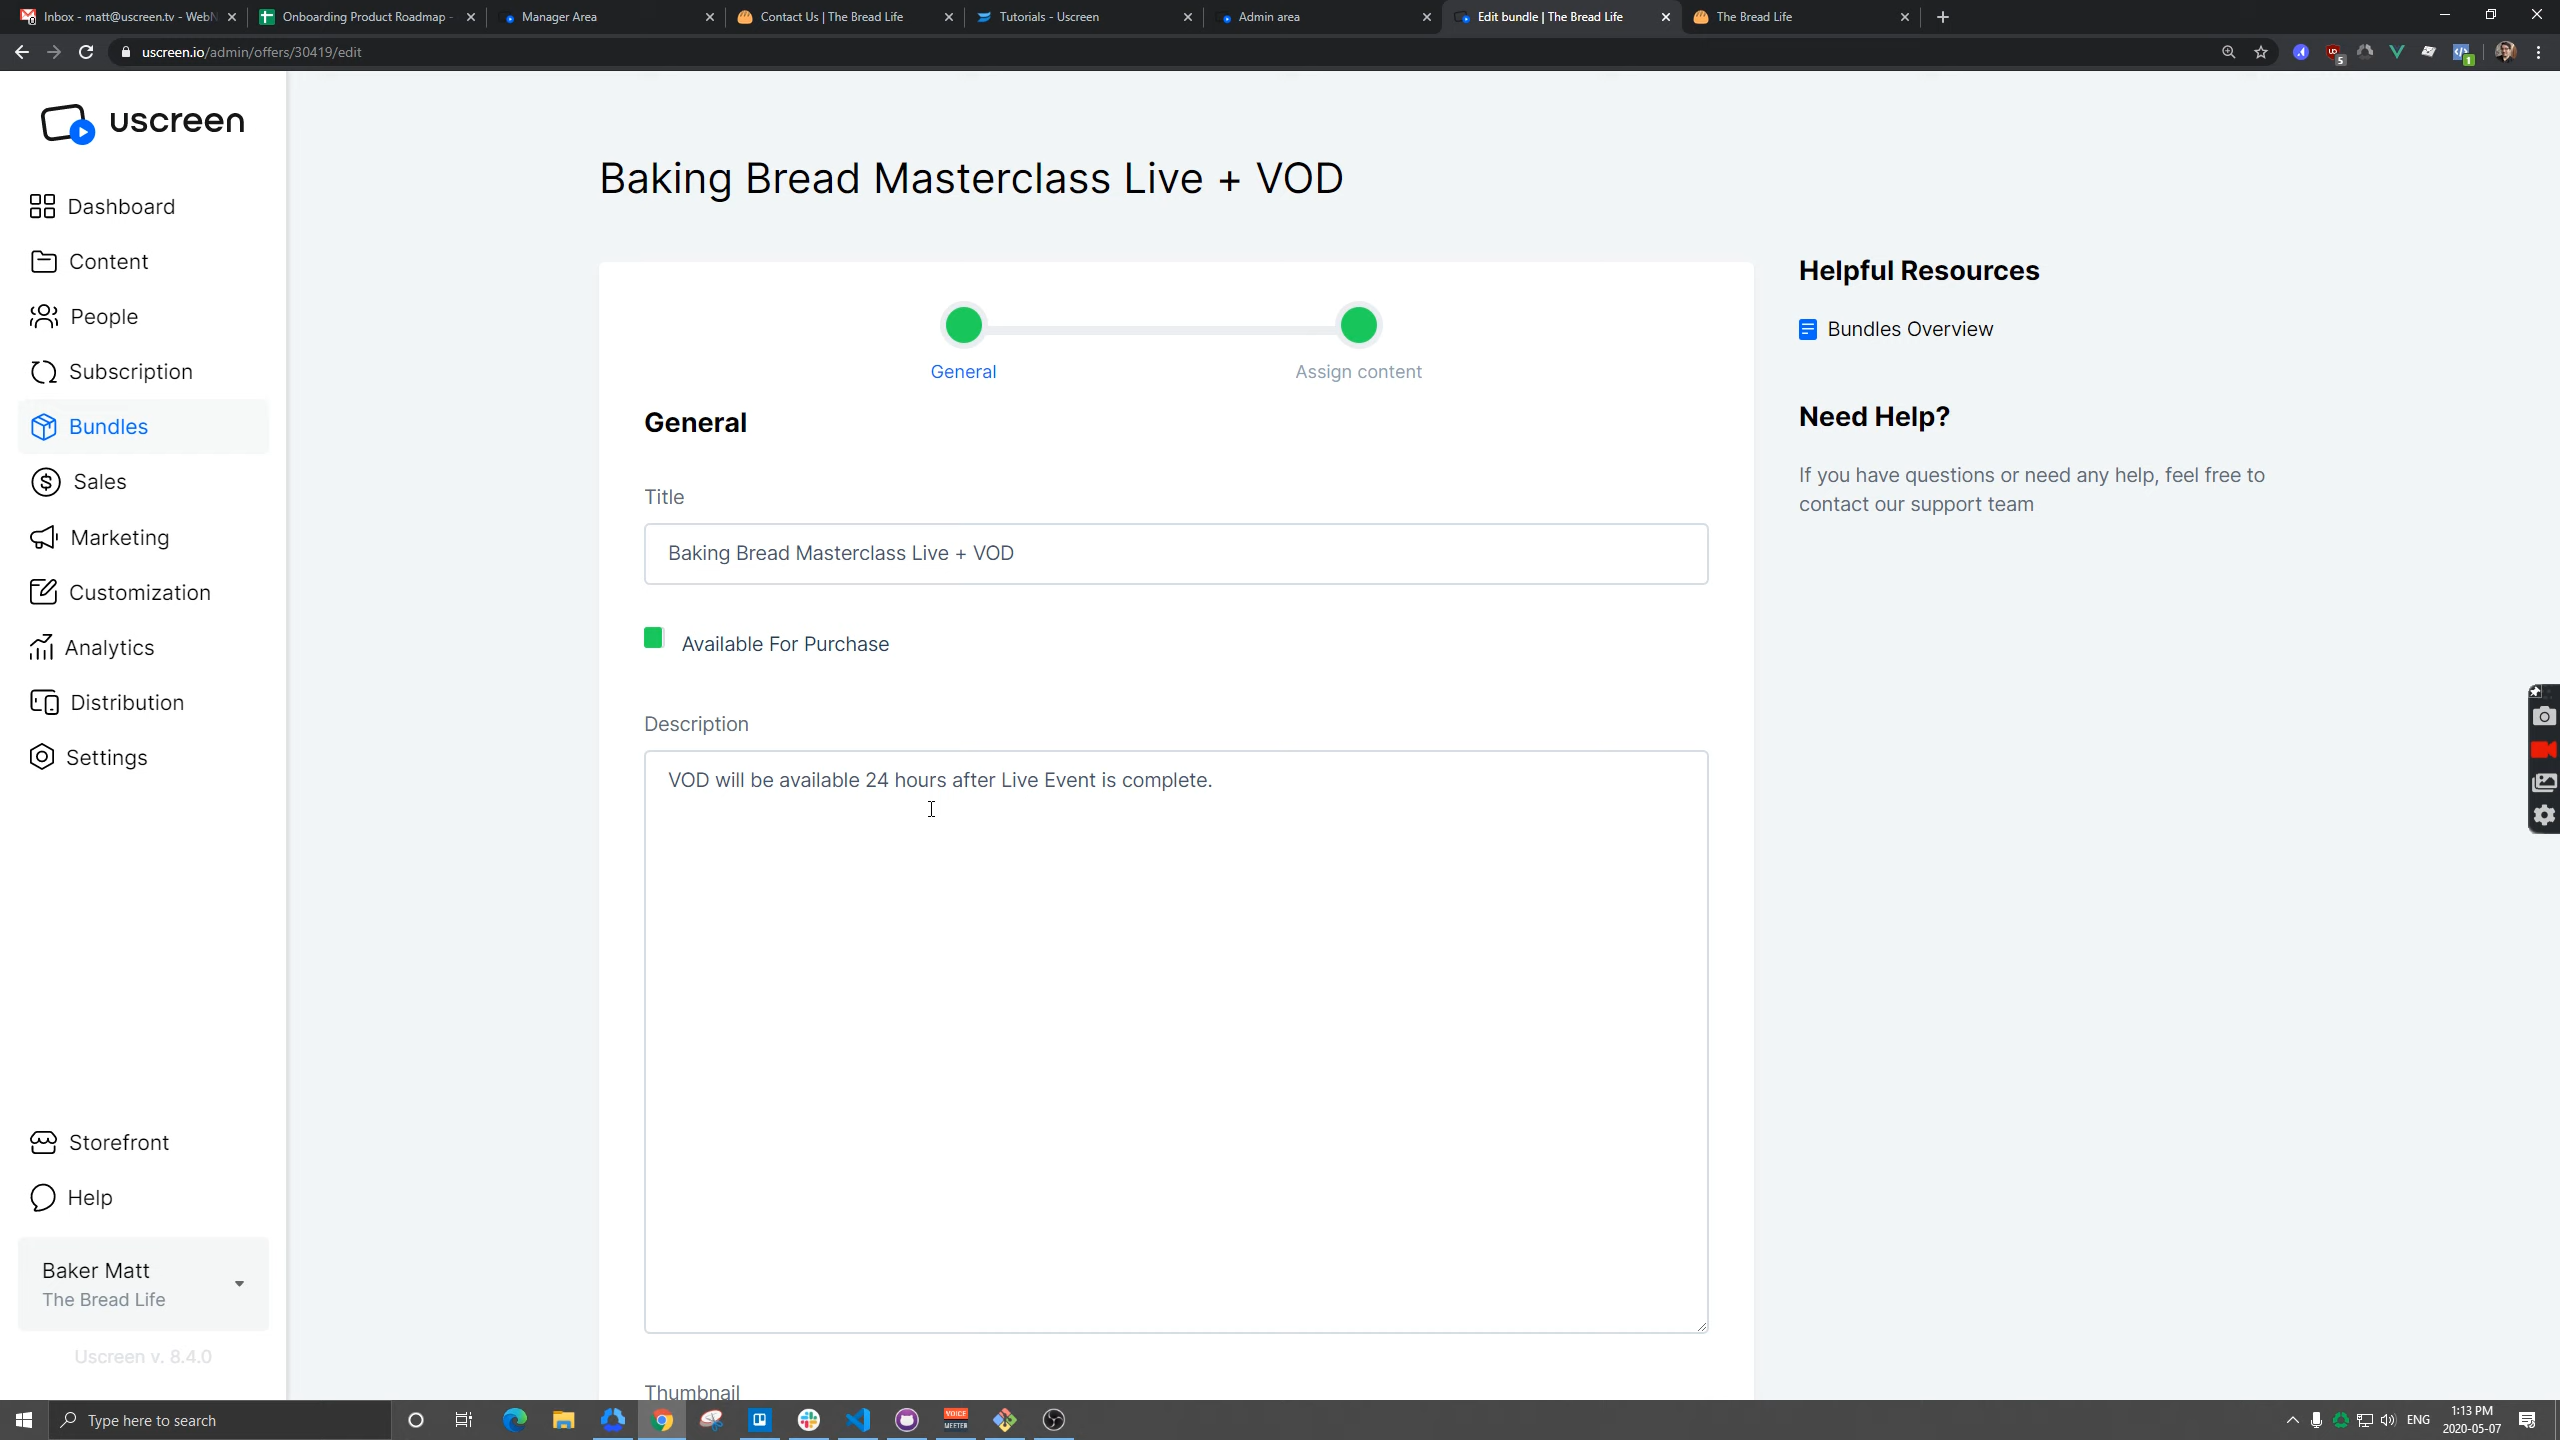 Inbox - matt@uscreen.tv - WebN
Onboarding Product Roadmap -
Manager Area
Contact Us | The Bread Life
Tutorials - Uscreen
Admin area
Edit bundle | The Bread Life
The Bread Life
uscreen.io/admin/offers/30419/edit
5
1
uscreen
Dashboard
Content
People
Subscription
Bundles
Sales
Marketing
Customization
Analytics
Distribution
Settings
Storefront
Help
Baker Matt
The Bread Life
Uscreen v. 8.4.0
Baking Bread Masterclass Live + VOD
General
Assign content
General
Title
Baking Bread Masterclass Live + VOD
Available For Purchase
Description
VOD will be available 24 hours after Live Event is complete.
Thumbnail
Helpful Resources
Bundles Overview
Need Help?
If you have questions or need any help, feel free to
contact our support team
Type here to search
VOICE
MEETER
ENG
1:13 PM
2020-05-07